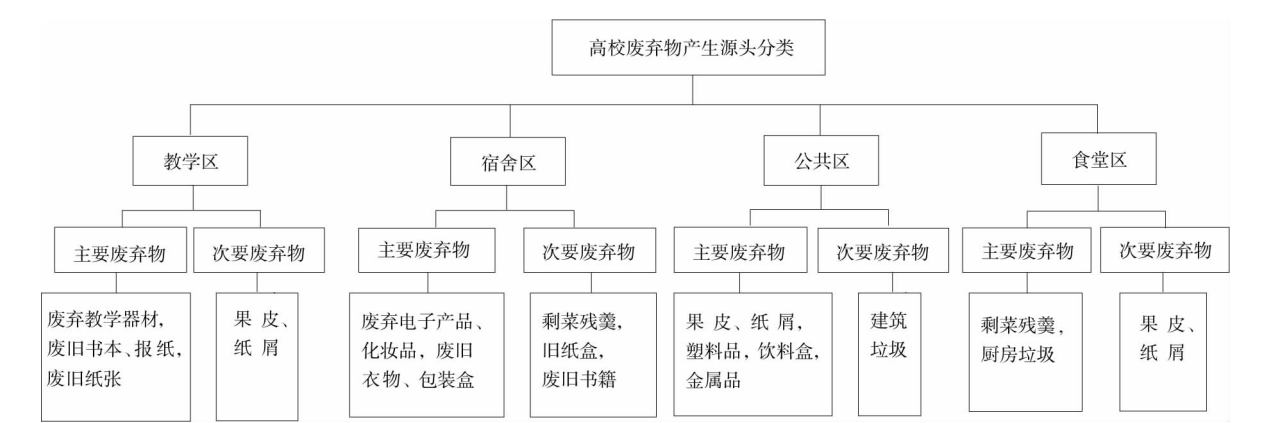 高校废弃物产生源头分类
教学区
宿舍区
公共区
食堂区
主要废弃物
次要废弃物
主要废弃物
次要废弃物
主要废弃物
次要废弃物
主要废弃物
次要废弃物
废弃教学器材，
废旧书本、报纸，
废旧纸张
果皮、
纸屑
废弃电子产品、
化妆品，废旧
衣物、包装盒
剩菜残羹，
旧纸盒，
废旧书籍
果皮、纸屑，
塑料品，饮料盒，
金属品
建筑
垃圾
剩菜残羹，
厨房垃圾
果皮、
纸屑